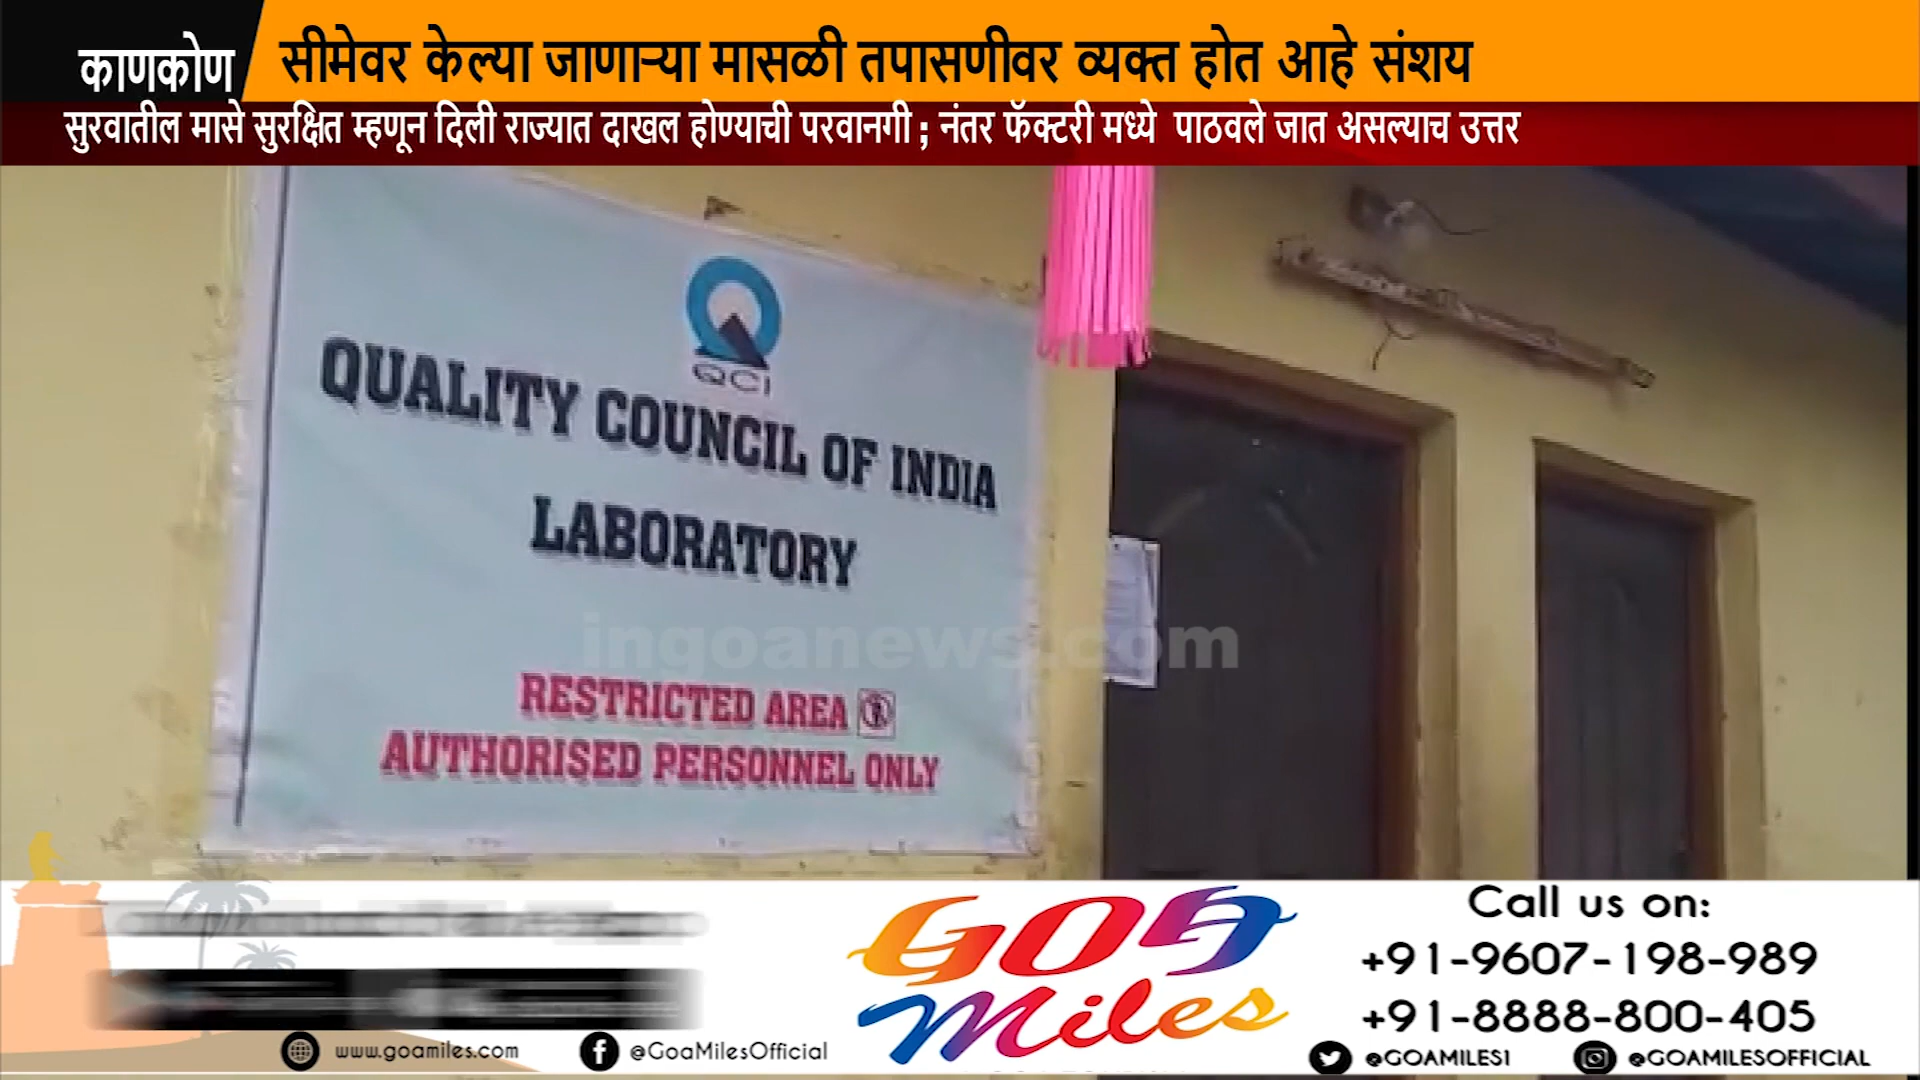 काणकोण
सीमेवर केल्या जाणाऱ्या मासळी तपासणीवर व्यक्त होत आहे संशय
सुरवातील मासे सुरक्षित म्हणून दिली राज्यात दाखल होण्याची परवानगी ; नंतर फॅक्टरी मध्ये पाठवले जात असल्याच उत्तर
QCI
QUALITY COUNCIL OF INDIA
LABORATORY
RESTRICTED AREA
AUTHORISED PERSONNEL ONLY
ingoanews.com
GOA
Miles
Call us on:
+91-9607-198-989
+91-8888-800-405
www.goamiles.com
@GoaMilesOfficial
@GOAMILES1
@GOAMILESOFFICIAL